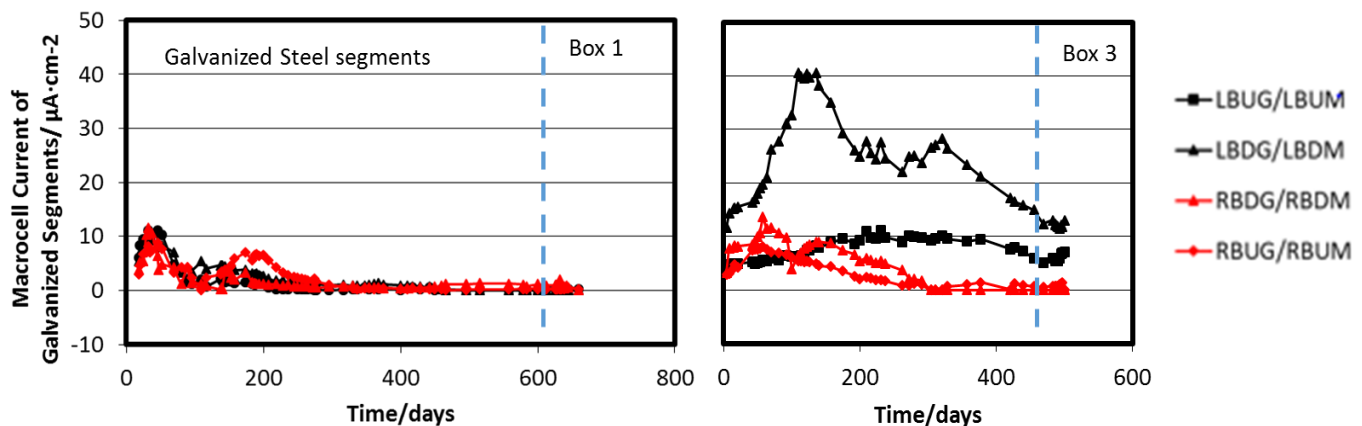 Macrocell Current of
Galvanized Segments/ µA·cm-2
50
40
30
20
10
0
-10
Galvanized Steel segments
Box 1
0
200
400
600
800
Time/days
Box 3
0
200
400
600
Time/days
LBUG/LBUM
LBDG/LBDM
RBDG/RBDM
RBUG/RBUM